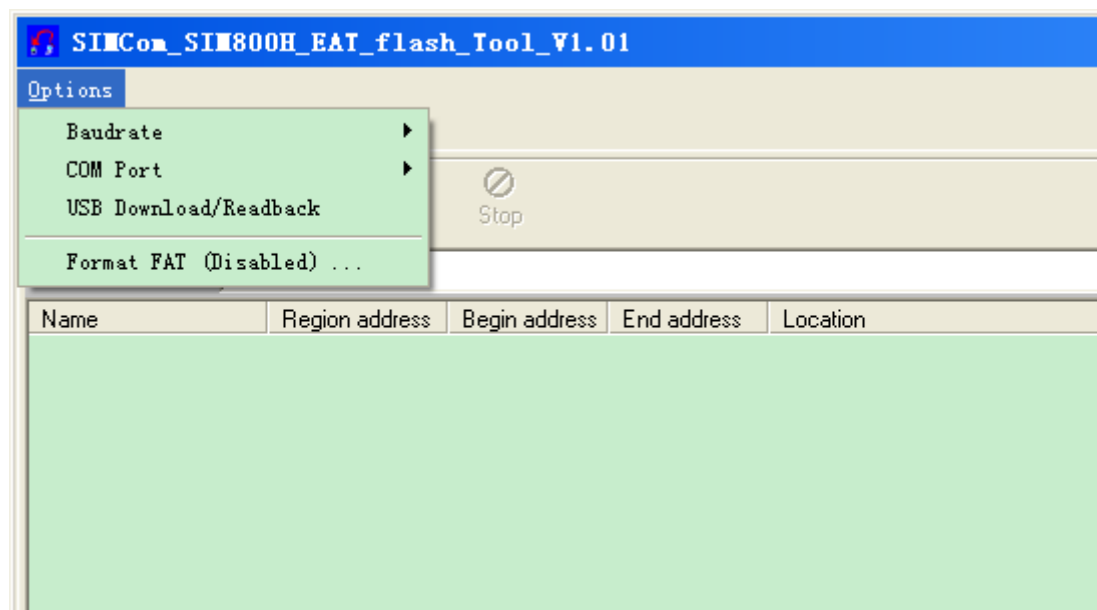 SIMCom_SIM800H_EAT_flash_Tool_V1.01
Options
Baudrate
COM Port
USB Download/Readback
Format FAT (Disabled) ...
Stop
Name Region address Begin address End address Location